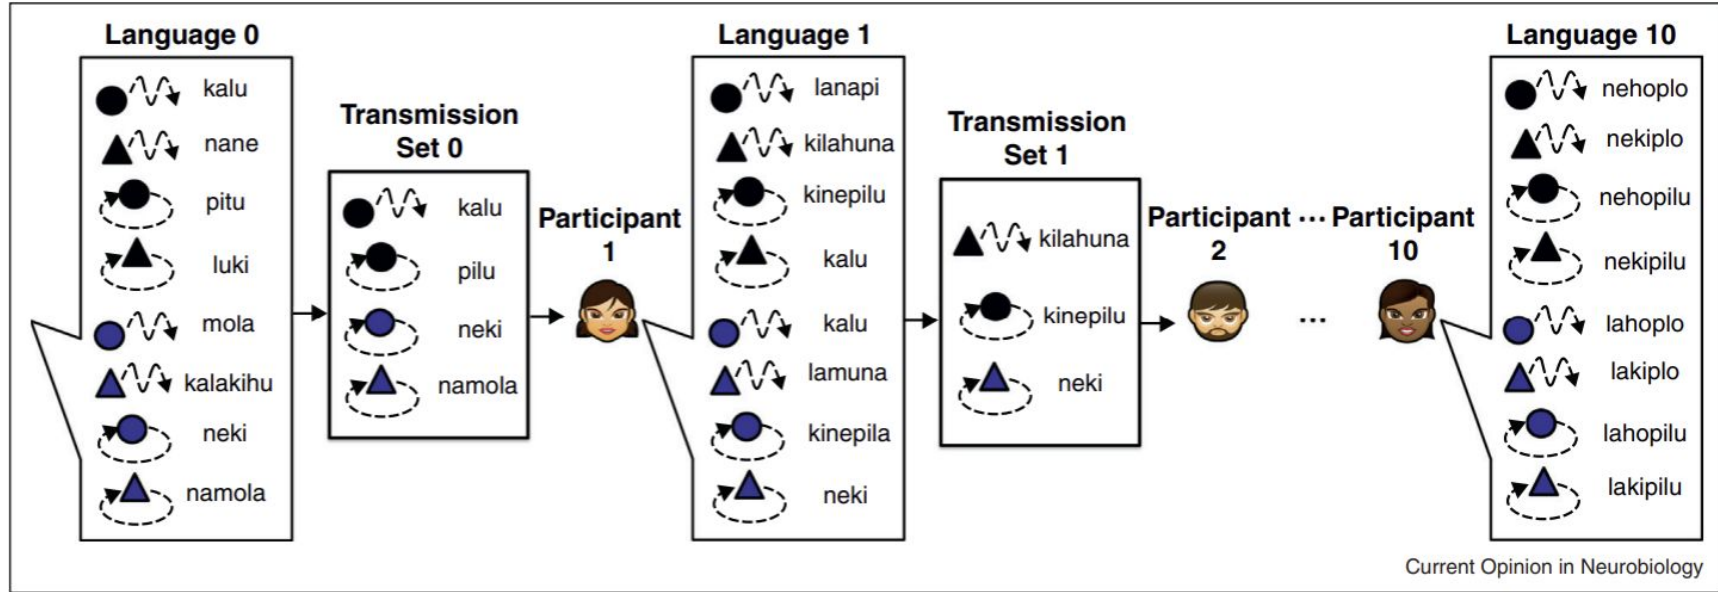 Language 0
kalu
nane
pitu
luki
mola
kalakihu
neki
namola
Transmission
Set 0
kalu
pilu
neki
namola
Participant
1
Language 1
lanapi
kilahuna
kinepilu
kalu
kalu
lamuna
kinepila
neki
Transmission
Set 1
kilahuna
kinepilu
neki
Participant ... Participant
2 10
...
Language 10
nehoplo
nekiplo
nehopilu
nekipilu
lahoplo
lakiplo
lahopilu
lakipilu
Current Opinion in Neurobiology